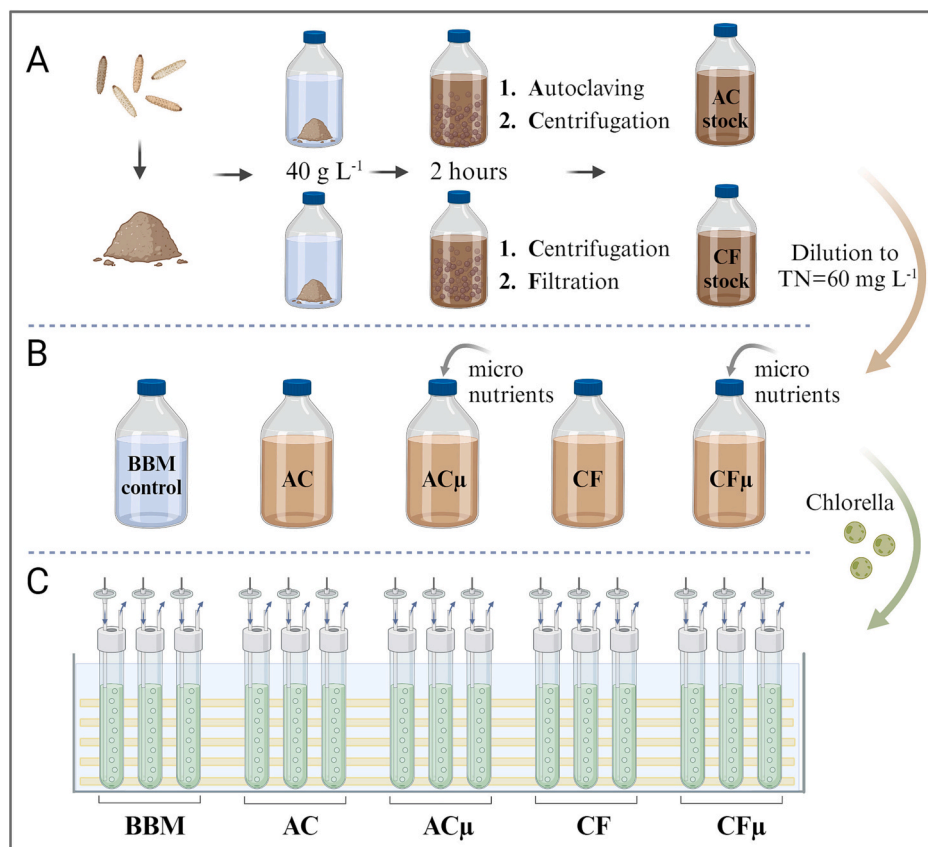 A
1. Autoclaving
2. Centrifugation
AC
stock
40 g L⁻¹
2 hours
1. Centrifugation
2. Filtration
CF
stock
Dilution to
TN=60 mg L⁻¹
B
micro
nutrients
micro
nutrients
BBM
control
AC
ACμ
CF
CFμ
Chlorella
C
BBM
AC
ACμ
CF
CFμ